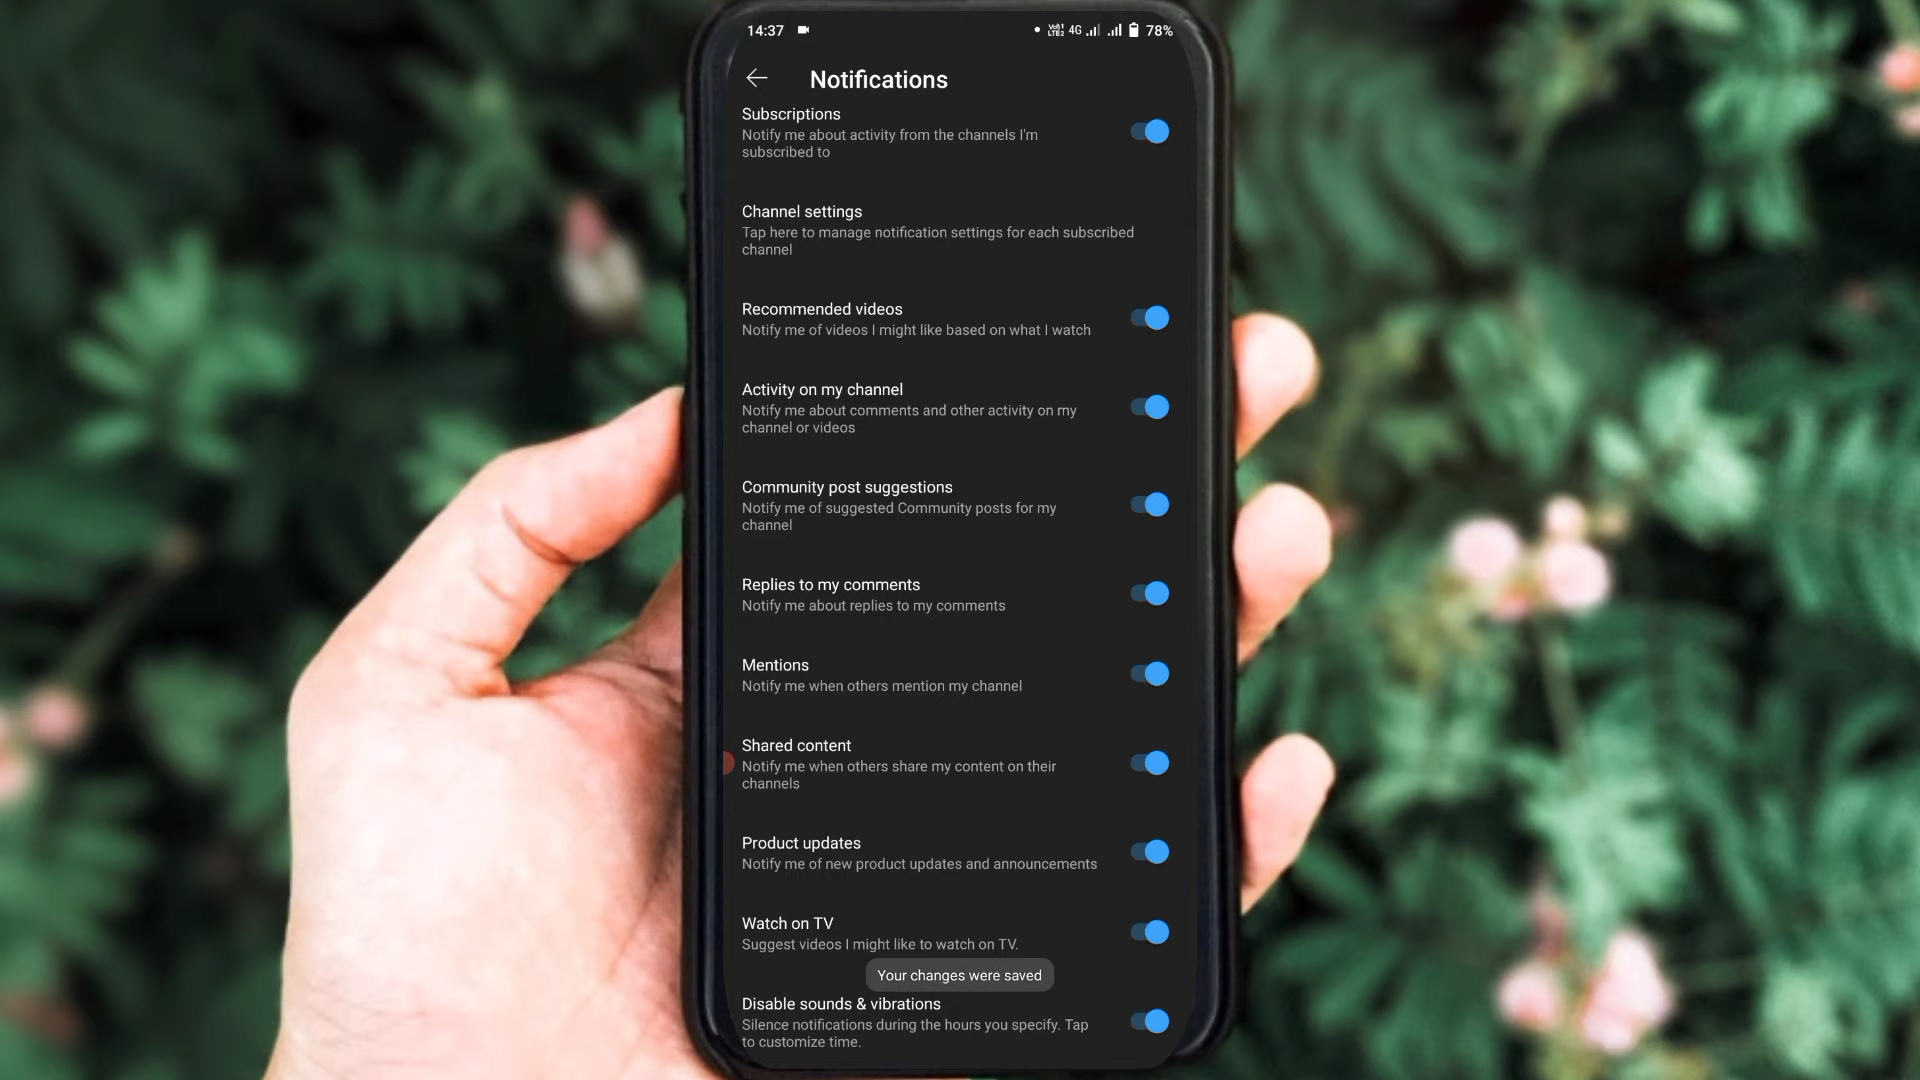 14:37 4G 78%
Notifications
Subscriptions
Notify me about activity from the channels I'm
subscribed to
Channel settings
Tap here to manage notification settings for each subscribed
channel
Recommended videos
Notify me of videos I might like based on what I watch
Activity on my channel
Notify me about comments and other activity on my
channel or videos
Community post suggestions
Notify me of suggested Community posts for my
channel
Replies to my comments
Notify me about replies to my comments
Mentions
Notify me when others mention my channel
Shared content
Notify me when others share my content on their
channels
Product updates
Notify me of new product updates and announcements
Watch on TV
Suggest videos I might like to watch on TV.
Your changes were saved
Disable sounds & vibrations
Silence notifications during the hours you specify. Tap
to customize time.